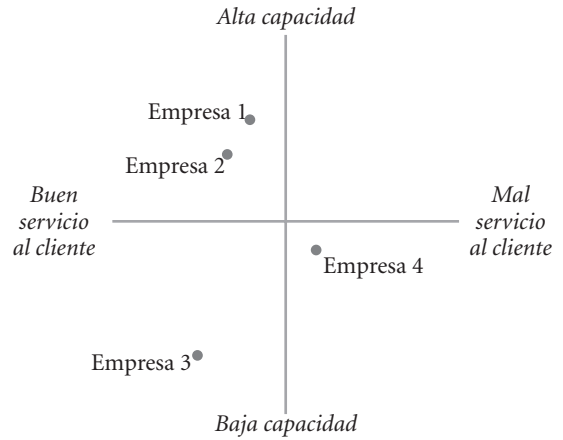 Alta capacidad
Empresa 1
Empresa 2
Buen
servicio
al cliente
Mal
servicio
al cliente
Empresa 4
Empresa 3
Baja capacidad